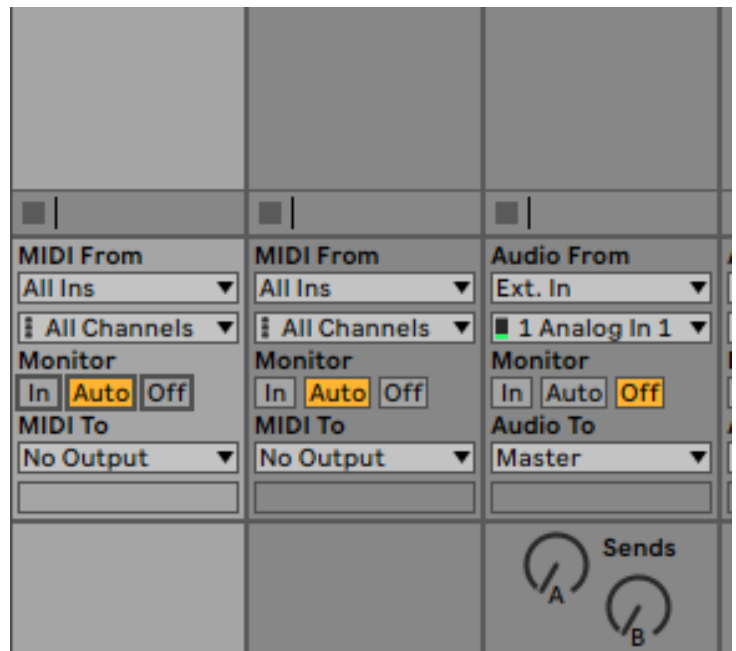 MIDI From MIDI From Audio From
All Ins All Ins Ext. In
All Channels All Channels 1 Analog In 1
Monitor Monitor Monitor
In Auto Off In Auto Off In Auto Off
MIDI To MIDI To Audio To
No Output No Output Master
Sends
A
B